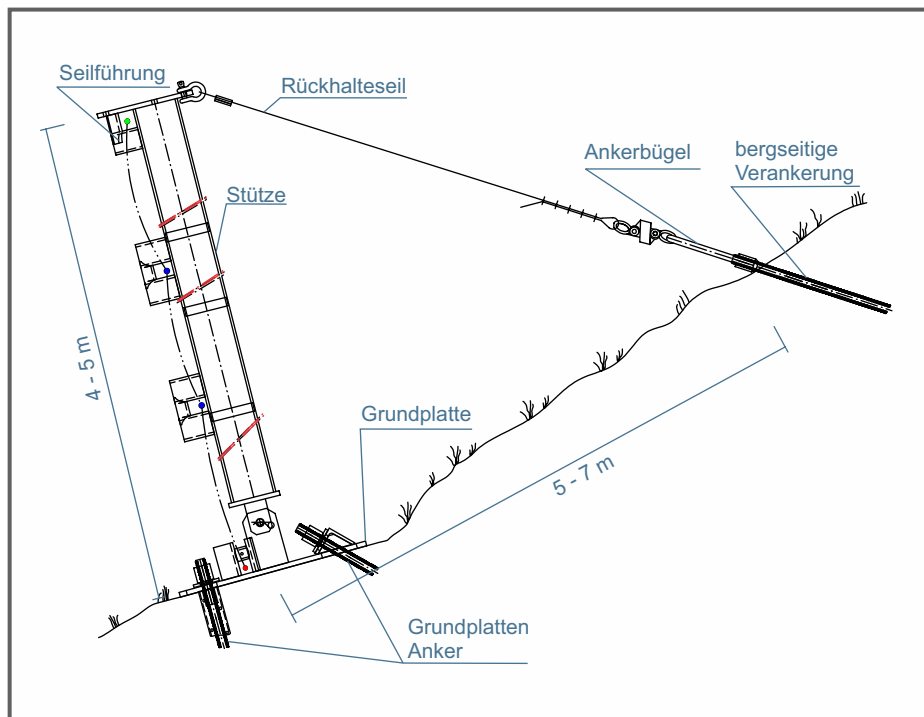 Seilführung
Rückhalteseil
Ankerbügel
bergseitige
Verankerung
Stütze
4 - 5 m
Grundplatte
5 - 7 m
Grundplatten
Anker